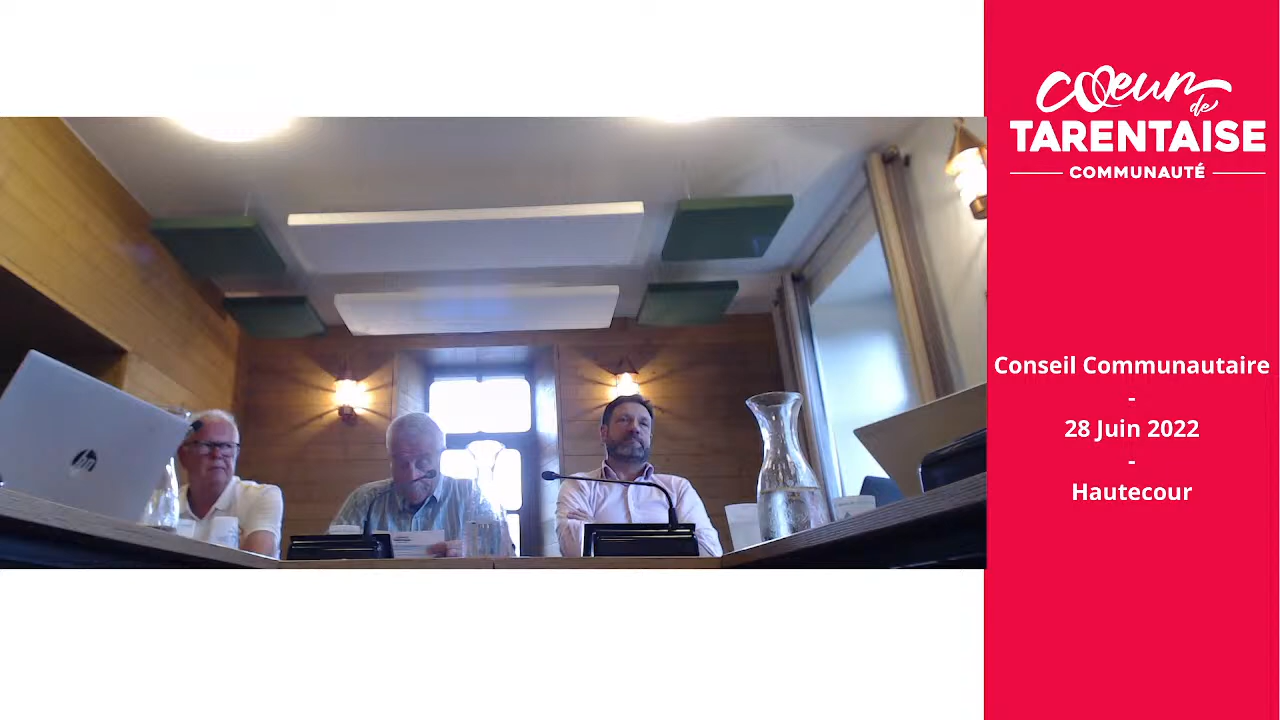 cœur
de
TARENTAISE
COMMUNAUTÉ
Conseil Communautaire
-
28 Juin 2022
-
Hautecour
hp